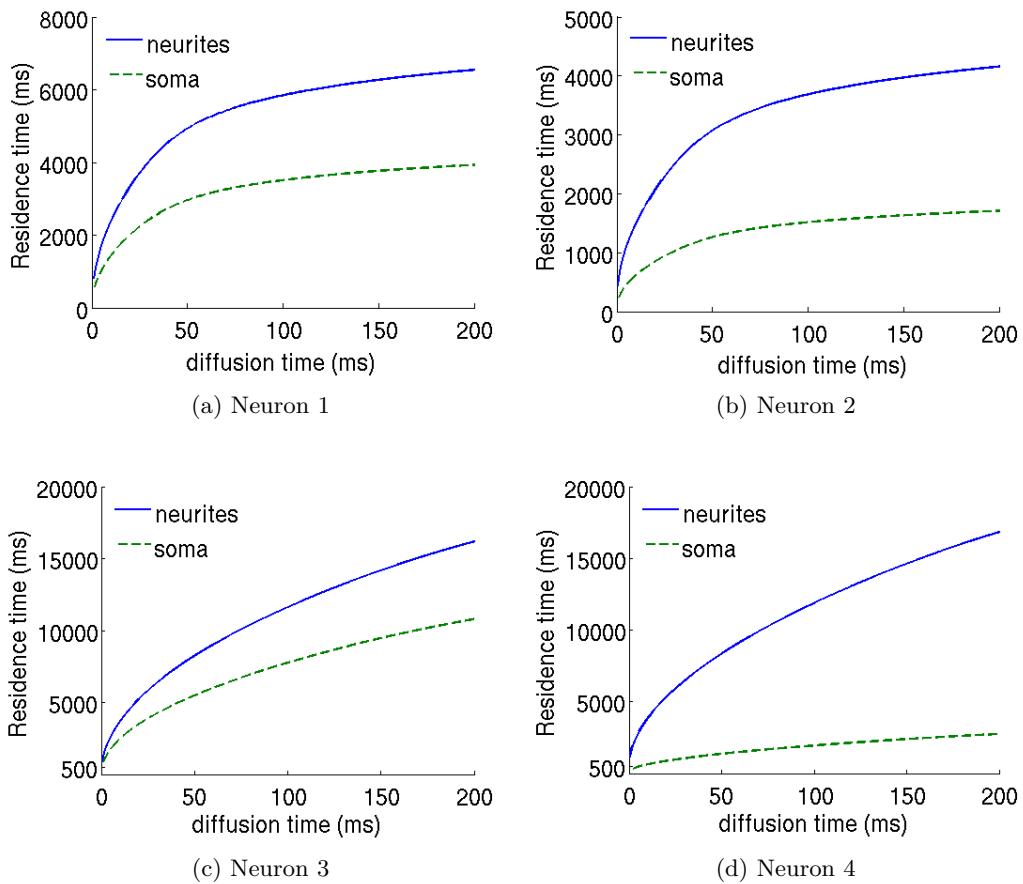 8000
6000
4000
2000
0
neurites
soma
Residence time (ms)
0 50 100 150 200
diffusion time (ms)
(a) Neuron 1
5000
4000
3000
2000
1000
0
neurites
soma
Residence time (ms)
0 50 100 150 200
diffusion time (ms)
(b) Neuron 2
20000
15000
10000
5000
500
neurites
soma
Residence time (ms)
0 50 100 150 200
diffusion time (ms)
(c) Neuron 3
20000
15000
10000
5000
500
neurites
soma
Residence time (ms)
0 50 100 150 200
diffusion time (ms)
(d) Neuron 4